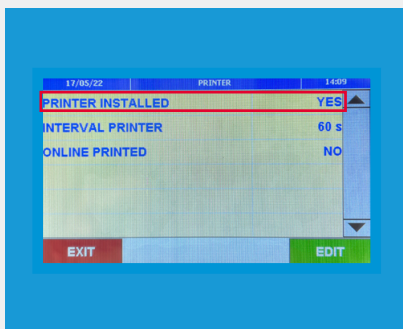 17/05/22 PRINTER 14:09
PRINTER INSTALLED YES
INTERVAL PRINTER 60 s
ONLINE PRINTED NO
EXIT EDIT